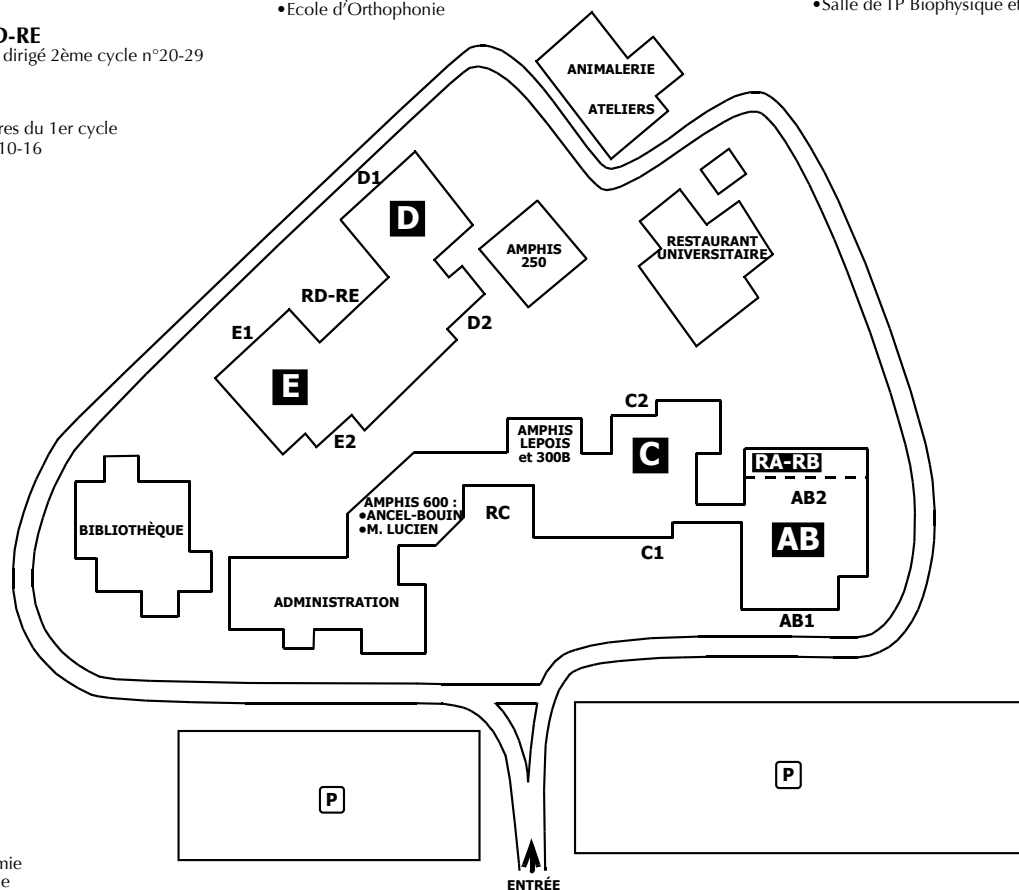 •Ecole d'Orthophonie
•Salle de TP Biophysique et
D-RE
dirigé 2ème cycle n°20-29
res du 1er cycle
10-16
ANIMALERIE
ATELIERS
D1
D
AMPHIS
250
RESTAURANT
UNIVERSITAIRE
RD-RE
D2
E1
E
E2
C2
AMPHIS
LEPOIS
et 300B
C
RA-RB
AB2
AMPHIS 600 :
•ANCEL-BOUIN
•M. LUCIEN
RC
BIBLIOTHÈQUE
AB
C1
ADMINISTRATION
AB1
P
P
mie
e
ENTRÉE